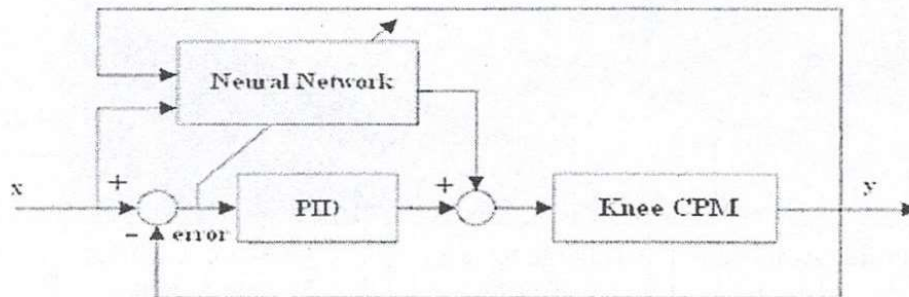 Neural Network
x
+
PID
+
Knee CPM
y
−
error